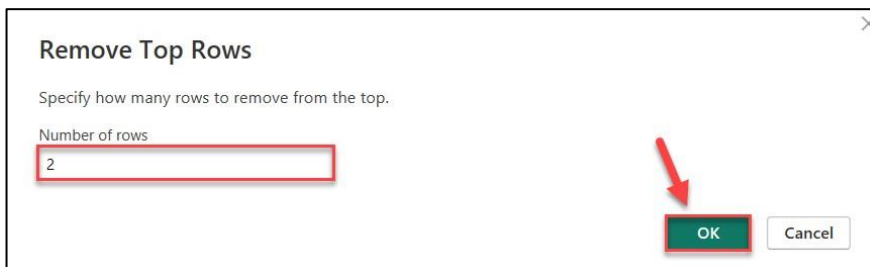 Remove Top Rows
Specify how many rows to remove from the top.
Number of rows
2
OK
Cancel